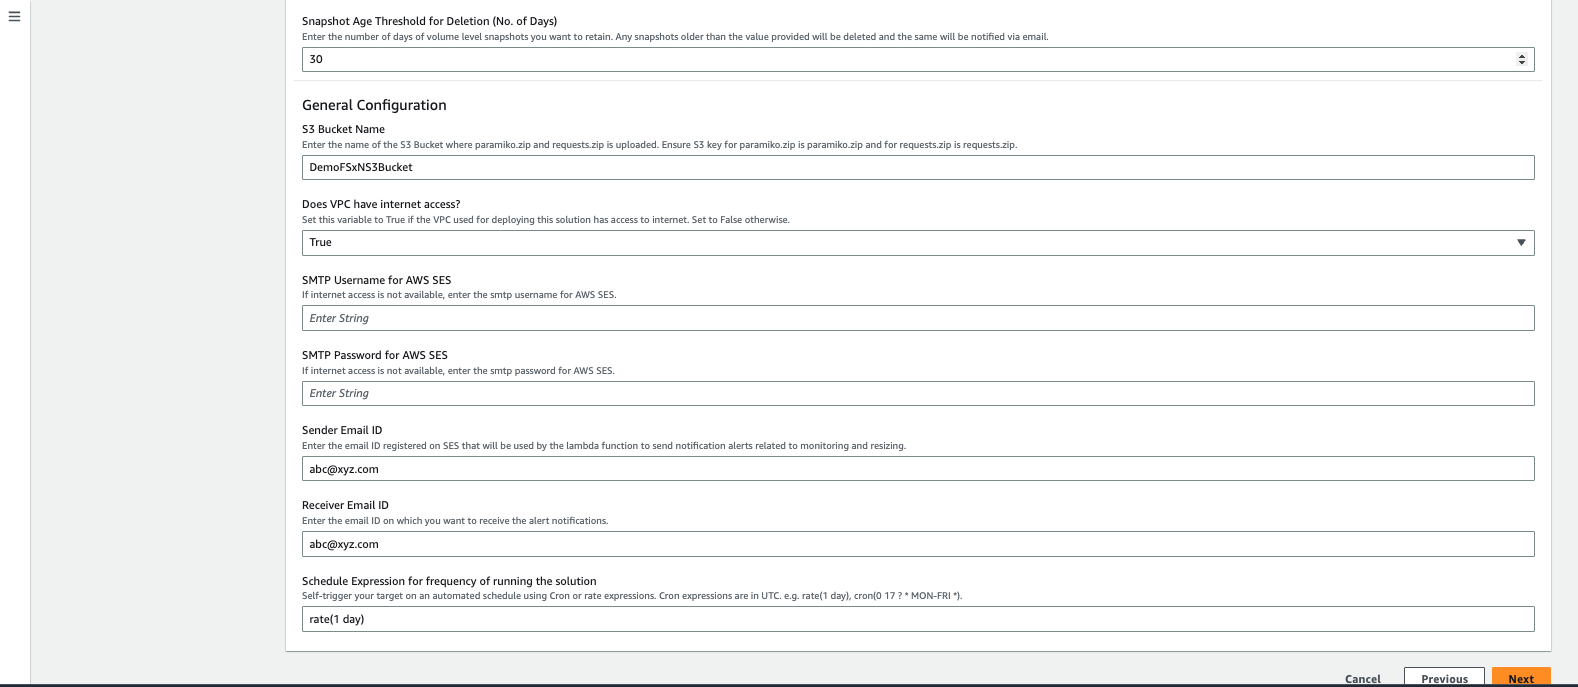 Snapshot Age Threshold for Deletion (No. of Days)
Enter the number of days of volume level snapshots you want to retain. Any snapshots older than the value provided will be deleted and the same will be notified via email.
30
General Configuration
S3 Bucket Name
Enter the name of the S3 Bucket where paramiko.zip and requests.zip is uploaded. Ensure S3 key for paramiko.zip is paramiko.zip and for requests.zip is requests.zip.
DemoFSxNS3Bucket
Does VPC have internet access?
Set this variable to True if the VPC used for deploying this solution has access to internet. Set to False otherwise.
True
SMTP Username for AWS SES
If internet access is not available, enter the smtp username for AWS SES.
Enter String
SMTP Password for AWS SES
If internet access is not available, enter the smtp password for AWS SES.
Enter String
Sender Email ID
Enter the email ID registered on SES that will be used by the lambda function to send notification alerts related to monitoring and resizing.
abc@xyz.com
Receiver Email ID
Enter the email ID on which you want to receive the alert notifications.
abc@xyz.com
Schedule Expression for frequency of running the solution
Self-trigger your target on an automated schedule using Cron or rate expressions. Cron expressions are in UTC. e.g. rate(1 day), cron(0 17 ? * MON-FRI *).
rate(1 day)
Cancel Previous Next